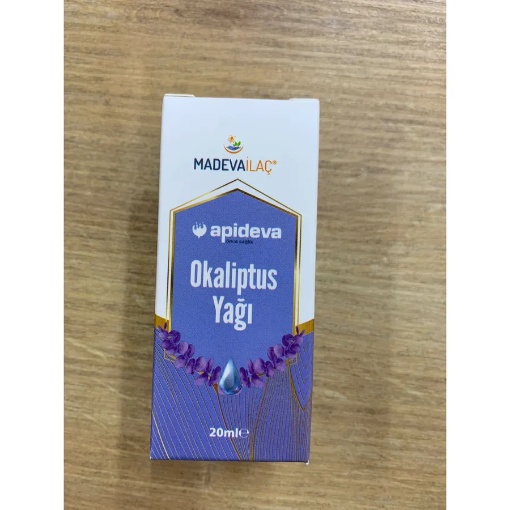 MADEVAİLAÇ®
apideva
Okaliptus
Yağı
20ml℮